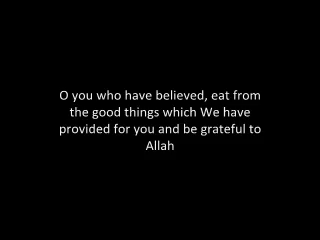 O you who have believed, eat from
the good things which We have
provided for you and be grateful to
Allah